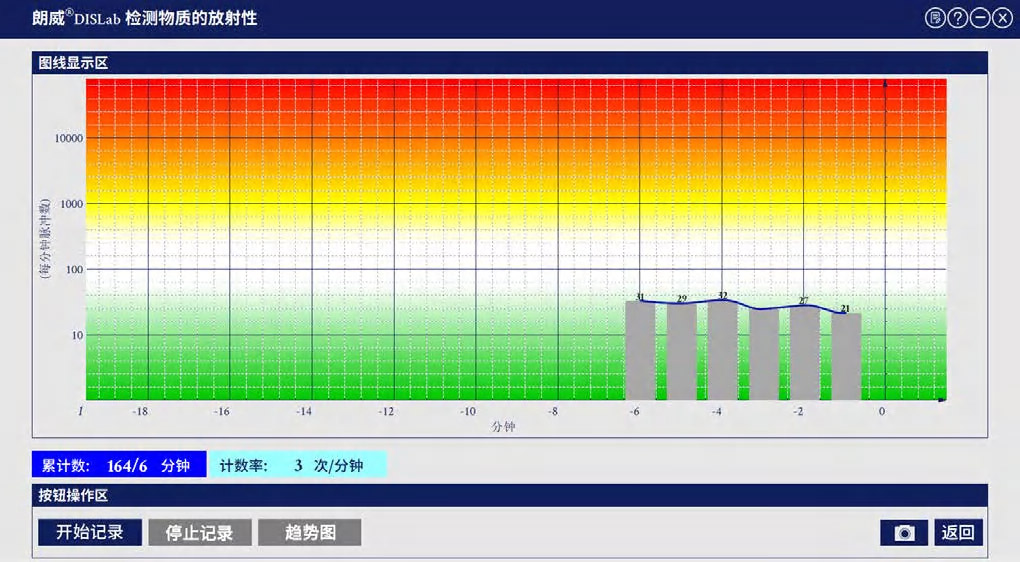 朗威®DISLab 检测物质的放射性
图线显示区
10000
1000
100
10
(每分钟脉冲数)
31 29 32 27 21
1 -18 -16 -14 -12 -10 -8 -6 -4 -2 0
分钟
累计数: 164/6 分钟 计数率: 3 次/分钟
按钮操作区
开始记录 停止记录 趋势图 返回